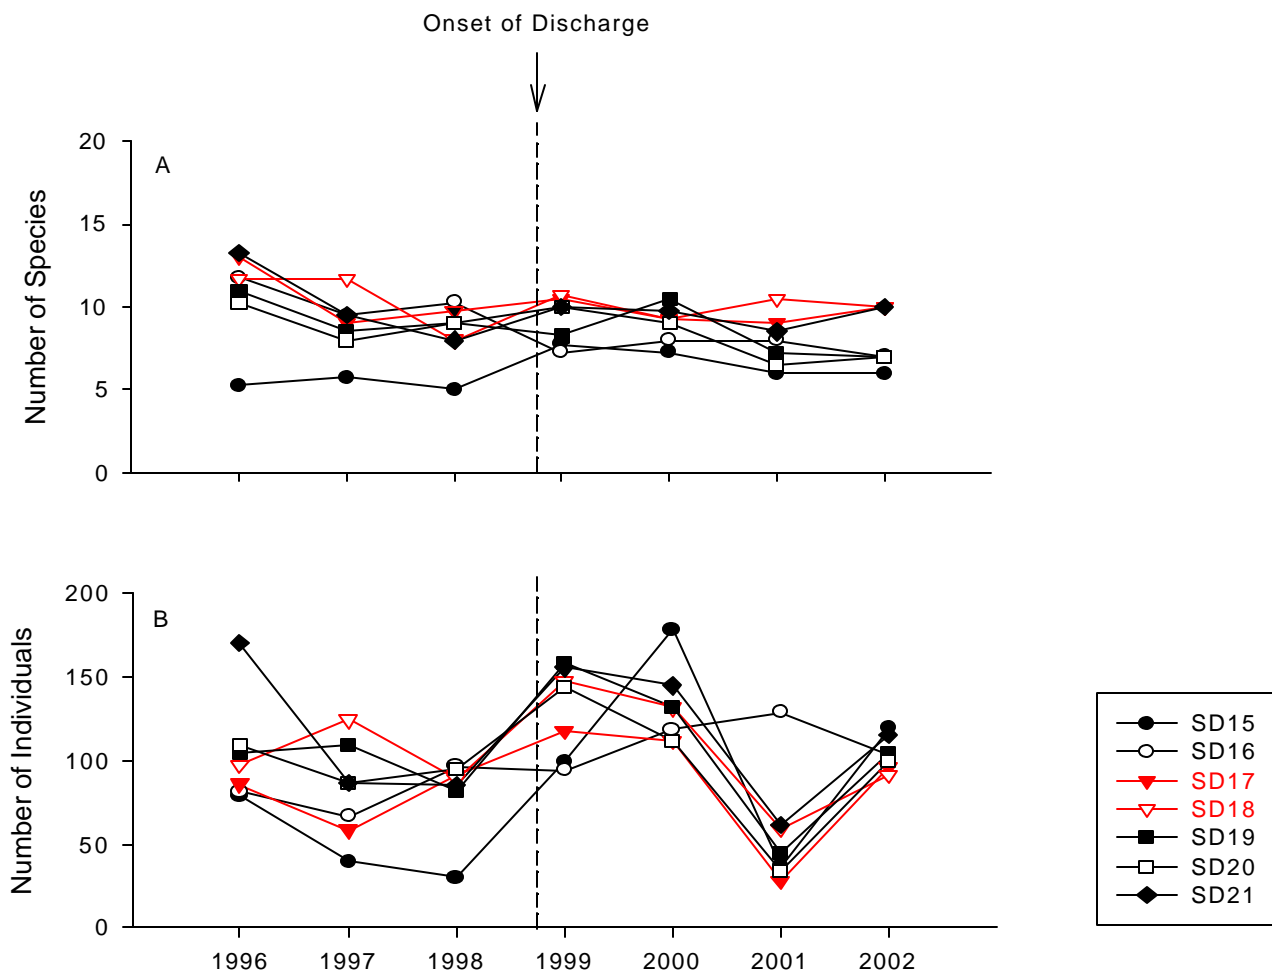 Onset of Discharge
A
Number of Species
20
15
10
5
0
B
Number of Individuals
200
150
100
50
0
1996 1997 1998 1999 2000 2001 2002
SD15
SD16
SD17
SD18
SD19
SD20
SD21